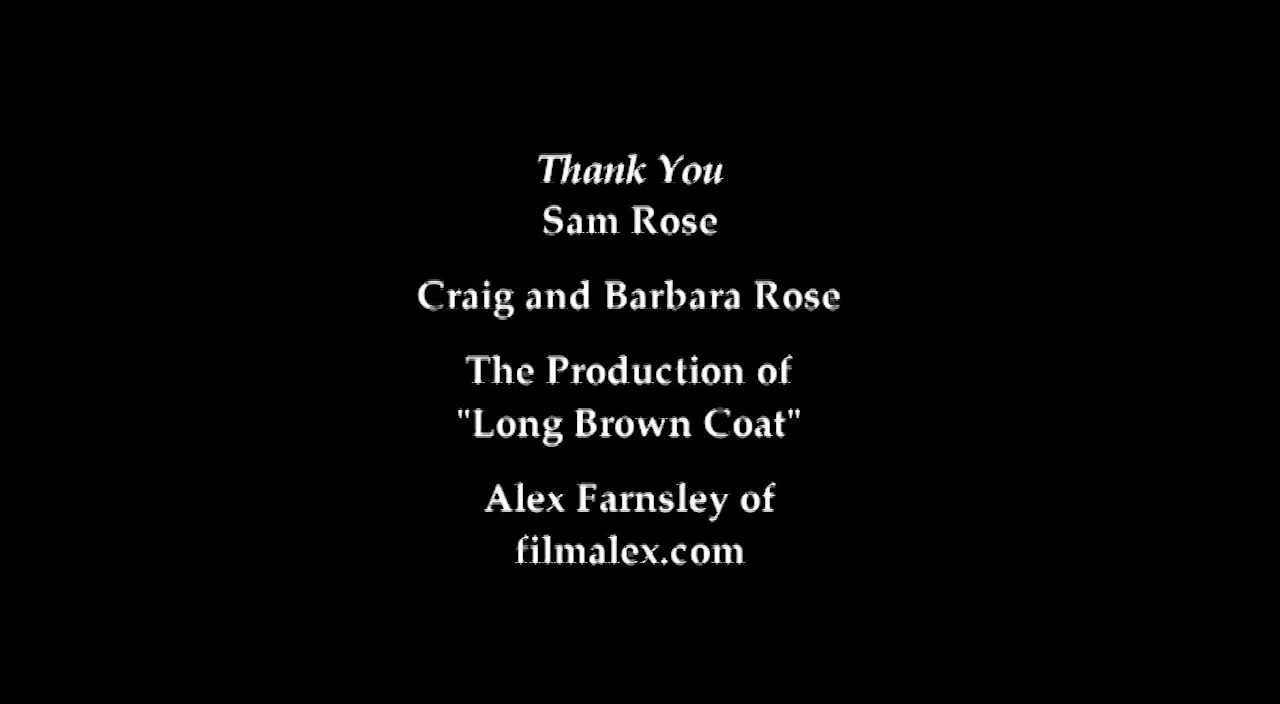 Thank You
Sam Rose
Craig and Barbara Rose
The Production of
"Long Brown Coat"
Alex Farnsley of
filmalex.com